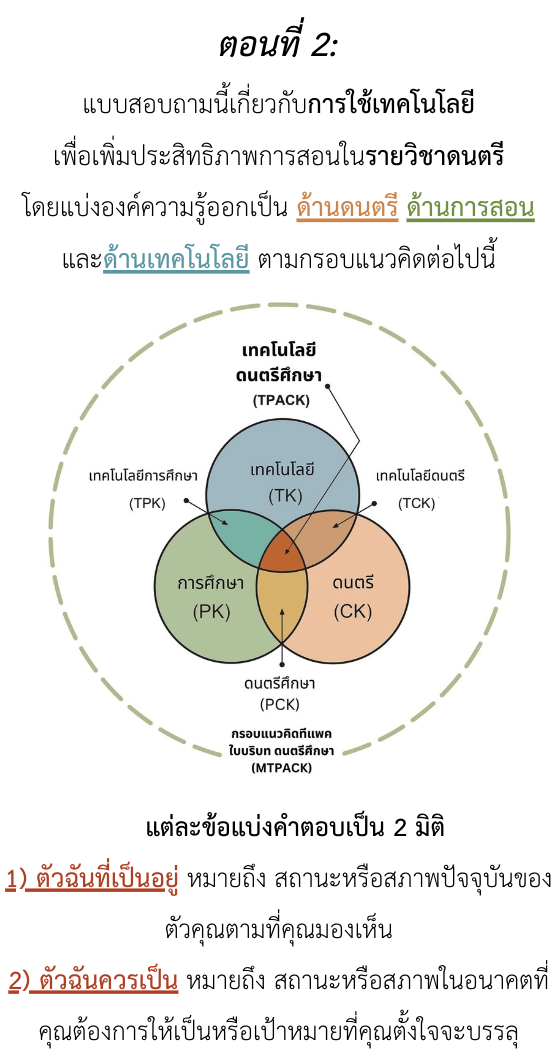 ตอนที่ 2:
แบบสอบถามนี้เกี่ยวกับการใช้เทคโนโลยี
เพื่อเพิ่มประสิทธิภาพการสอนในรายวิชาดนตรี
โดยแบ่งองค์ความรู้ออกเป็น ด้านดนตรี ด้านการสอน
และด้านเทคโนโลยี ตามกรอบแนวคิดต่อไปนี้
เทคโนโลยี
ดนตรีศึกษา
(TPACK)
เทคโนโลยีการศึกษา
(TPK)
เทคโนโลยี
(TK)
เทคโนโลยีดนตรี
(TCK)
การศึกษา
(PK)
ดนตรี
(CK)
ดนตรีศึกษา
(PCK)
กรอบแนวคิดทีแพค
ใบบริบท ดนตรีศึกษา
(MTPACK)
แต่ละข้อแบ่งคำตอบเป็น 2 มิติ
1) ตัวฉันที่เป็นอยู่ หมายถึง สถานะหรือสภาพปัจจุบันของ
ตัวคุณตามที่คุณมองเห็น
2) ตัวฉันควรเป็น หมายถึง สถานะหรือสภาพในอนาคตที่
คุณต้องการให้เป็นหรือเป้าหมายที่คุณตั้งใจจะบรรลุ